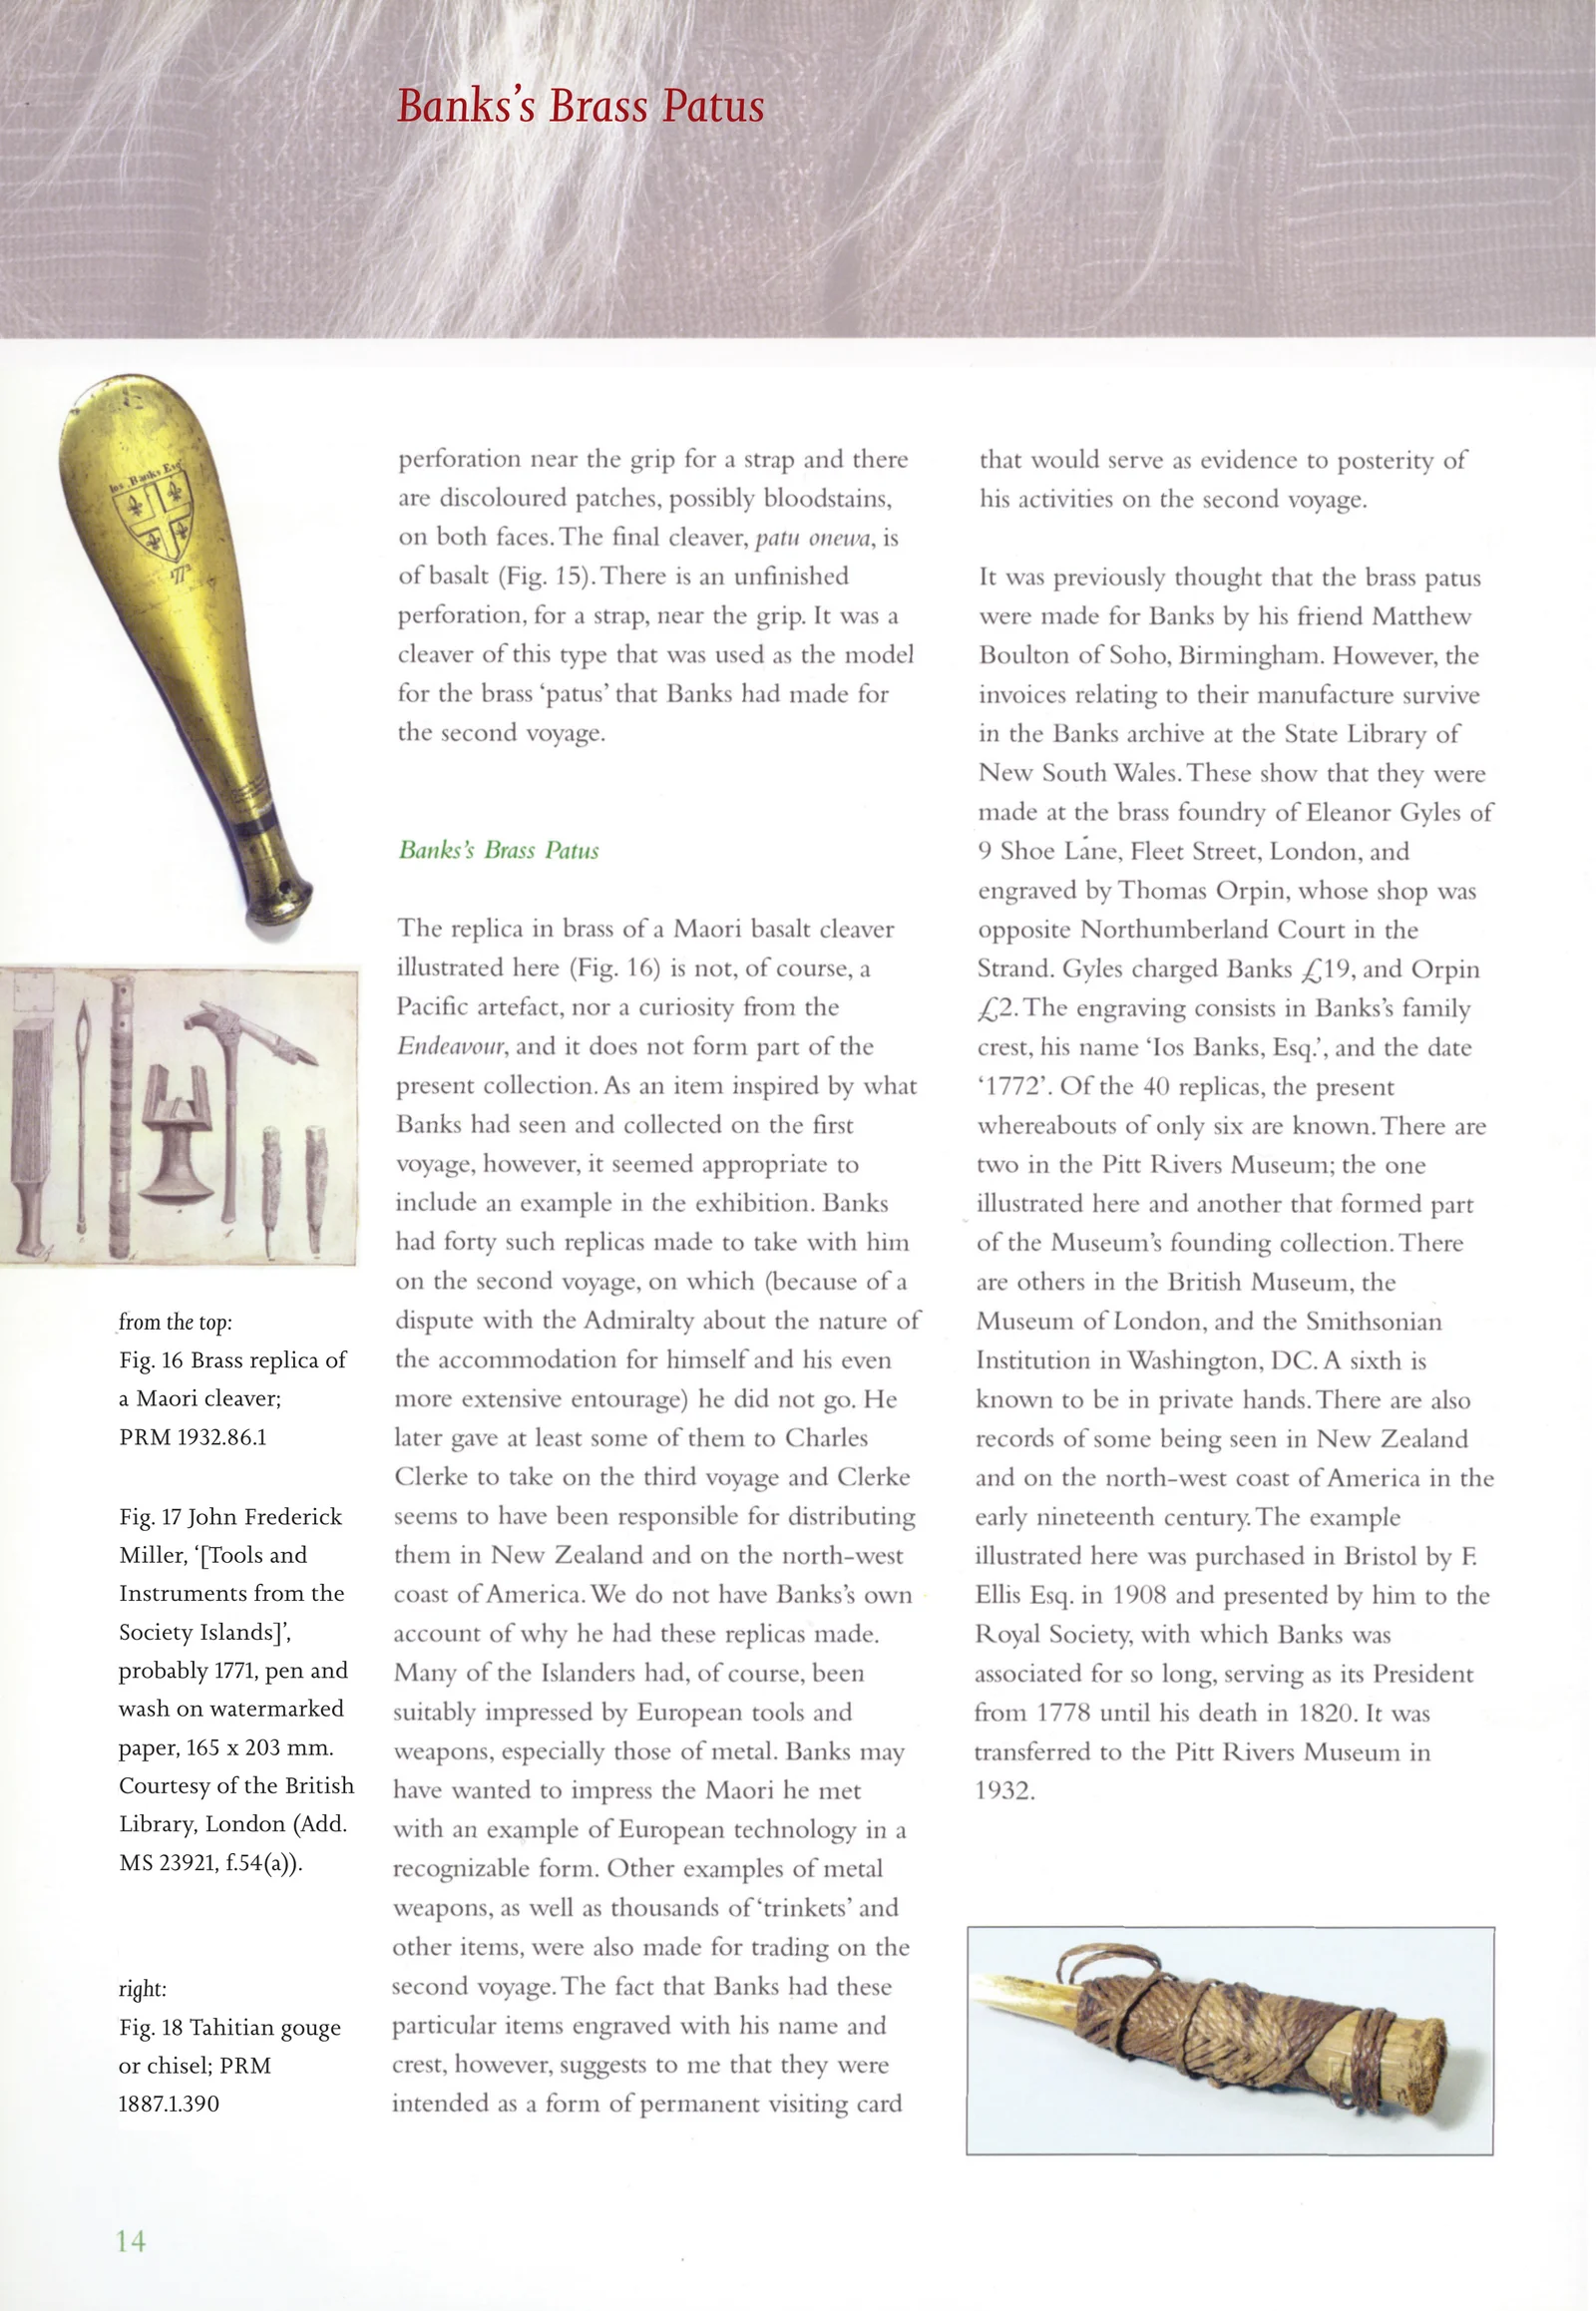 Banks's Brass Patus
Ios Banks Esqr
1772
from the top:
Fig. 16 Brass replica of
a Maori cleaver;
PRM 1932.86.1
Fig. 17 John Frederick
Miller, ‘[Tools and
Instruments from the
Society Islands]’,
probably 1771, pen and
wash on watermarked
paper, 165 x 203 mm.
Courtesy of the British
Library, London (Add.
MS 23921, f.54(a)).
right:
Fig. 18 Tahitian gouge
or chisel; PRM
1887.1.390
perforation near the grip for a strap and there
are discoloured patches, possibly bloodstains,
on both faces. The final cleaver, patu onewa, is
of basalt (Fig. 15). There is an unfinished
perforation, for a strap, near the grip. It was a
cleaver of this type that was used as the model
for the brass ‘patus’ that Banks had made for
the second voyage.
Banks's Brass Patus
The replica in brass of a Maori basalt cleaver
illustrated here (Fig. 16) is not, of course, a
Pacific artefact, nor a curiosity from the
Endeavour, and it does not form part of the
present collection. As an item inspired by what
Banks had seen and collected on the first
voyage, however, it seemed appropriate to
include an example in the exhibition. Banks
had forty such replicas made to take with him
on the second voyage, on which (because of a
dispute with the Admiralty about the nature of
the accommodation for himself and his even
more extensive entourage) he did not go. He
later gave at least some of them to Charles
Clerke to take on the third voyage and Clerke
seems to have been responsible for distributing
them in New Zealand and on the north-west
coast of America. We do not have Banks's own
account of why he had these replicas made.
Many of the Islanders had, of course, been
suitably impressed by European tools and
weapons, especially those of metal. Banks may
have wanted to impress the Maori he met
with an example of European technology in a
recognizable form. Other examples of metal
weapons, as well as thousands of ‘trinkets’ and
other items, were also made for trading on the
second voyage. The fact that Banks had these
particular items engraved with his name and
crest, however, suggests to me that they were
intended as a form of permanent visiting card
that would serve as evidence to posterity of
his activities on the second voyage.
It was previously thought that the brass patus
were made for Banks by his friend Matthew
Boulton of Soho, Birmingham. However, the
invoices relating to their manufacture survive
in the Banks archive at the State Library of
New South Wales. These show that they were
made at the brass foundry of Eleanor Gyles of
9 Shoe Lane, Fleet Street, London, and
engraved by Thomas Orpin, whose shop was
opposite Northumberland Court in the
Strand. Gyles charged Banks £19, and Orpin
£2. The engraving consists in Banks's family
crest, his name ‘Ios Banks, Esq.’, and the date
‘1772’. Of the 40 replicas, the present
whereabouts of only six are known. There are
two in the Pitt Rivers Museum; the one
illustrated here and another that formed part
of the Museum's founding collection. There
are others in the British Museum, the
Museum of London, and the Smithsonian
Institution in Washington, DC. A sixth is
known to be in private hands. There are also
records of some being seen in New Zealand
and on the north-west coast of America in the
early nineteenth century. The example
illustrated here was purchased in Bristol by F.
Ellis Esq. in 1908 and presented by him to the
Royal Society, with which Banks was
associated for so long, serving as its President
from 1778 until his death in 1820. It was
transferred to the Pitt Rivers Museum in
1932.
14